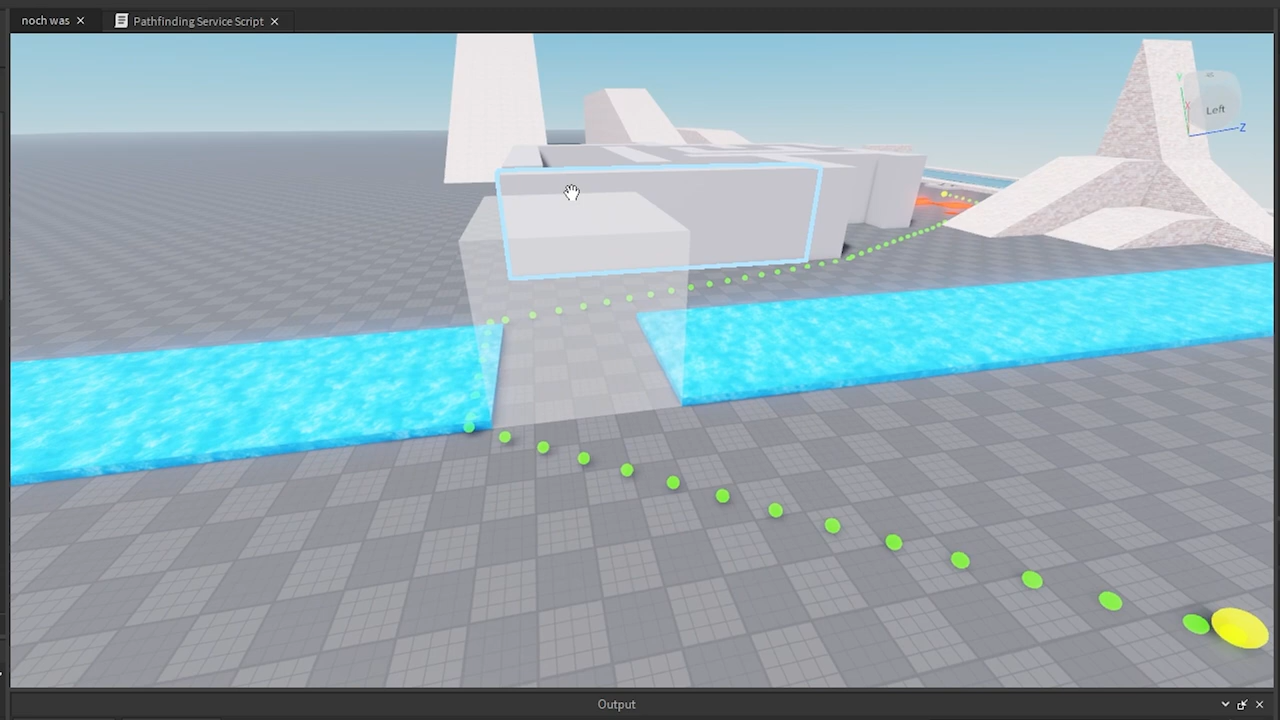 noch was
Pathfinding Service Script
Left
Y
X
Z
Output